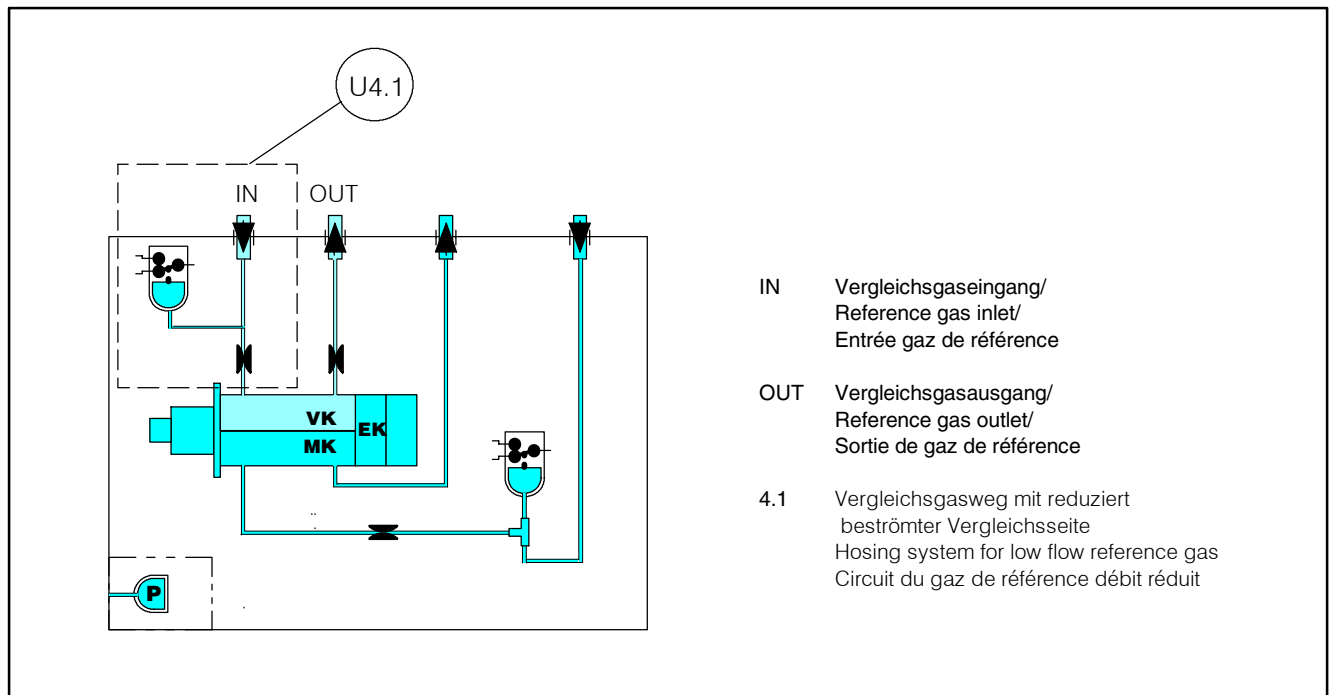 U4.1
IN OUT
VK
EK
MK
P
IN Vergleichsgaseingang/
Reference gas inlet/
Entrée gaz de référence
OUT Vergleichsgasausgang/
Reference gas outlet/
Sortie de gaz de référence
4.1 Vergleichsgasweg mit reduziert
beströmter Vergleichsseite
Hosing system for low flow reference gas
Circuit du gaz de référence débit réduit